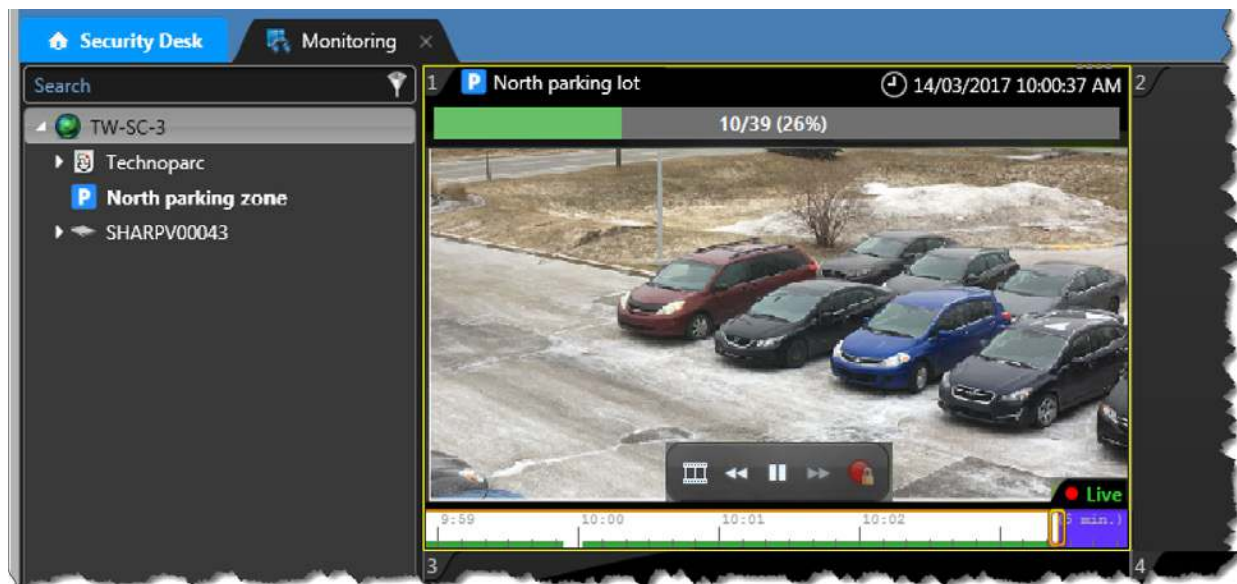 Security Desk
Monitoring
Search
TW-SC-3
Technoparc
P North parking zone
SHARPV00043
1 P North parking lot 14/03/2017 10:00:37 AM 2
10/39 (26%)
Live
9:59 10:00 10:01 10:02 min.)
3 4